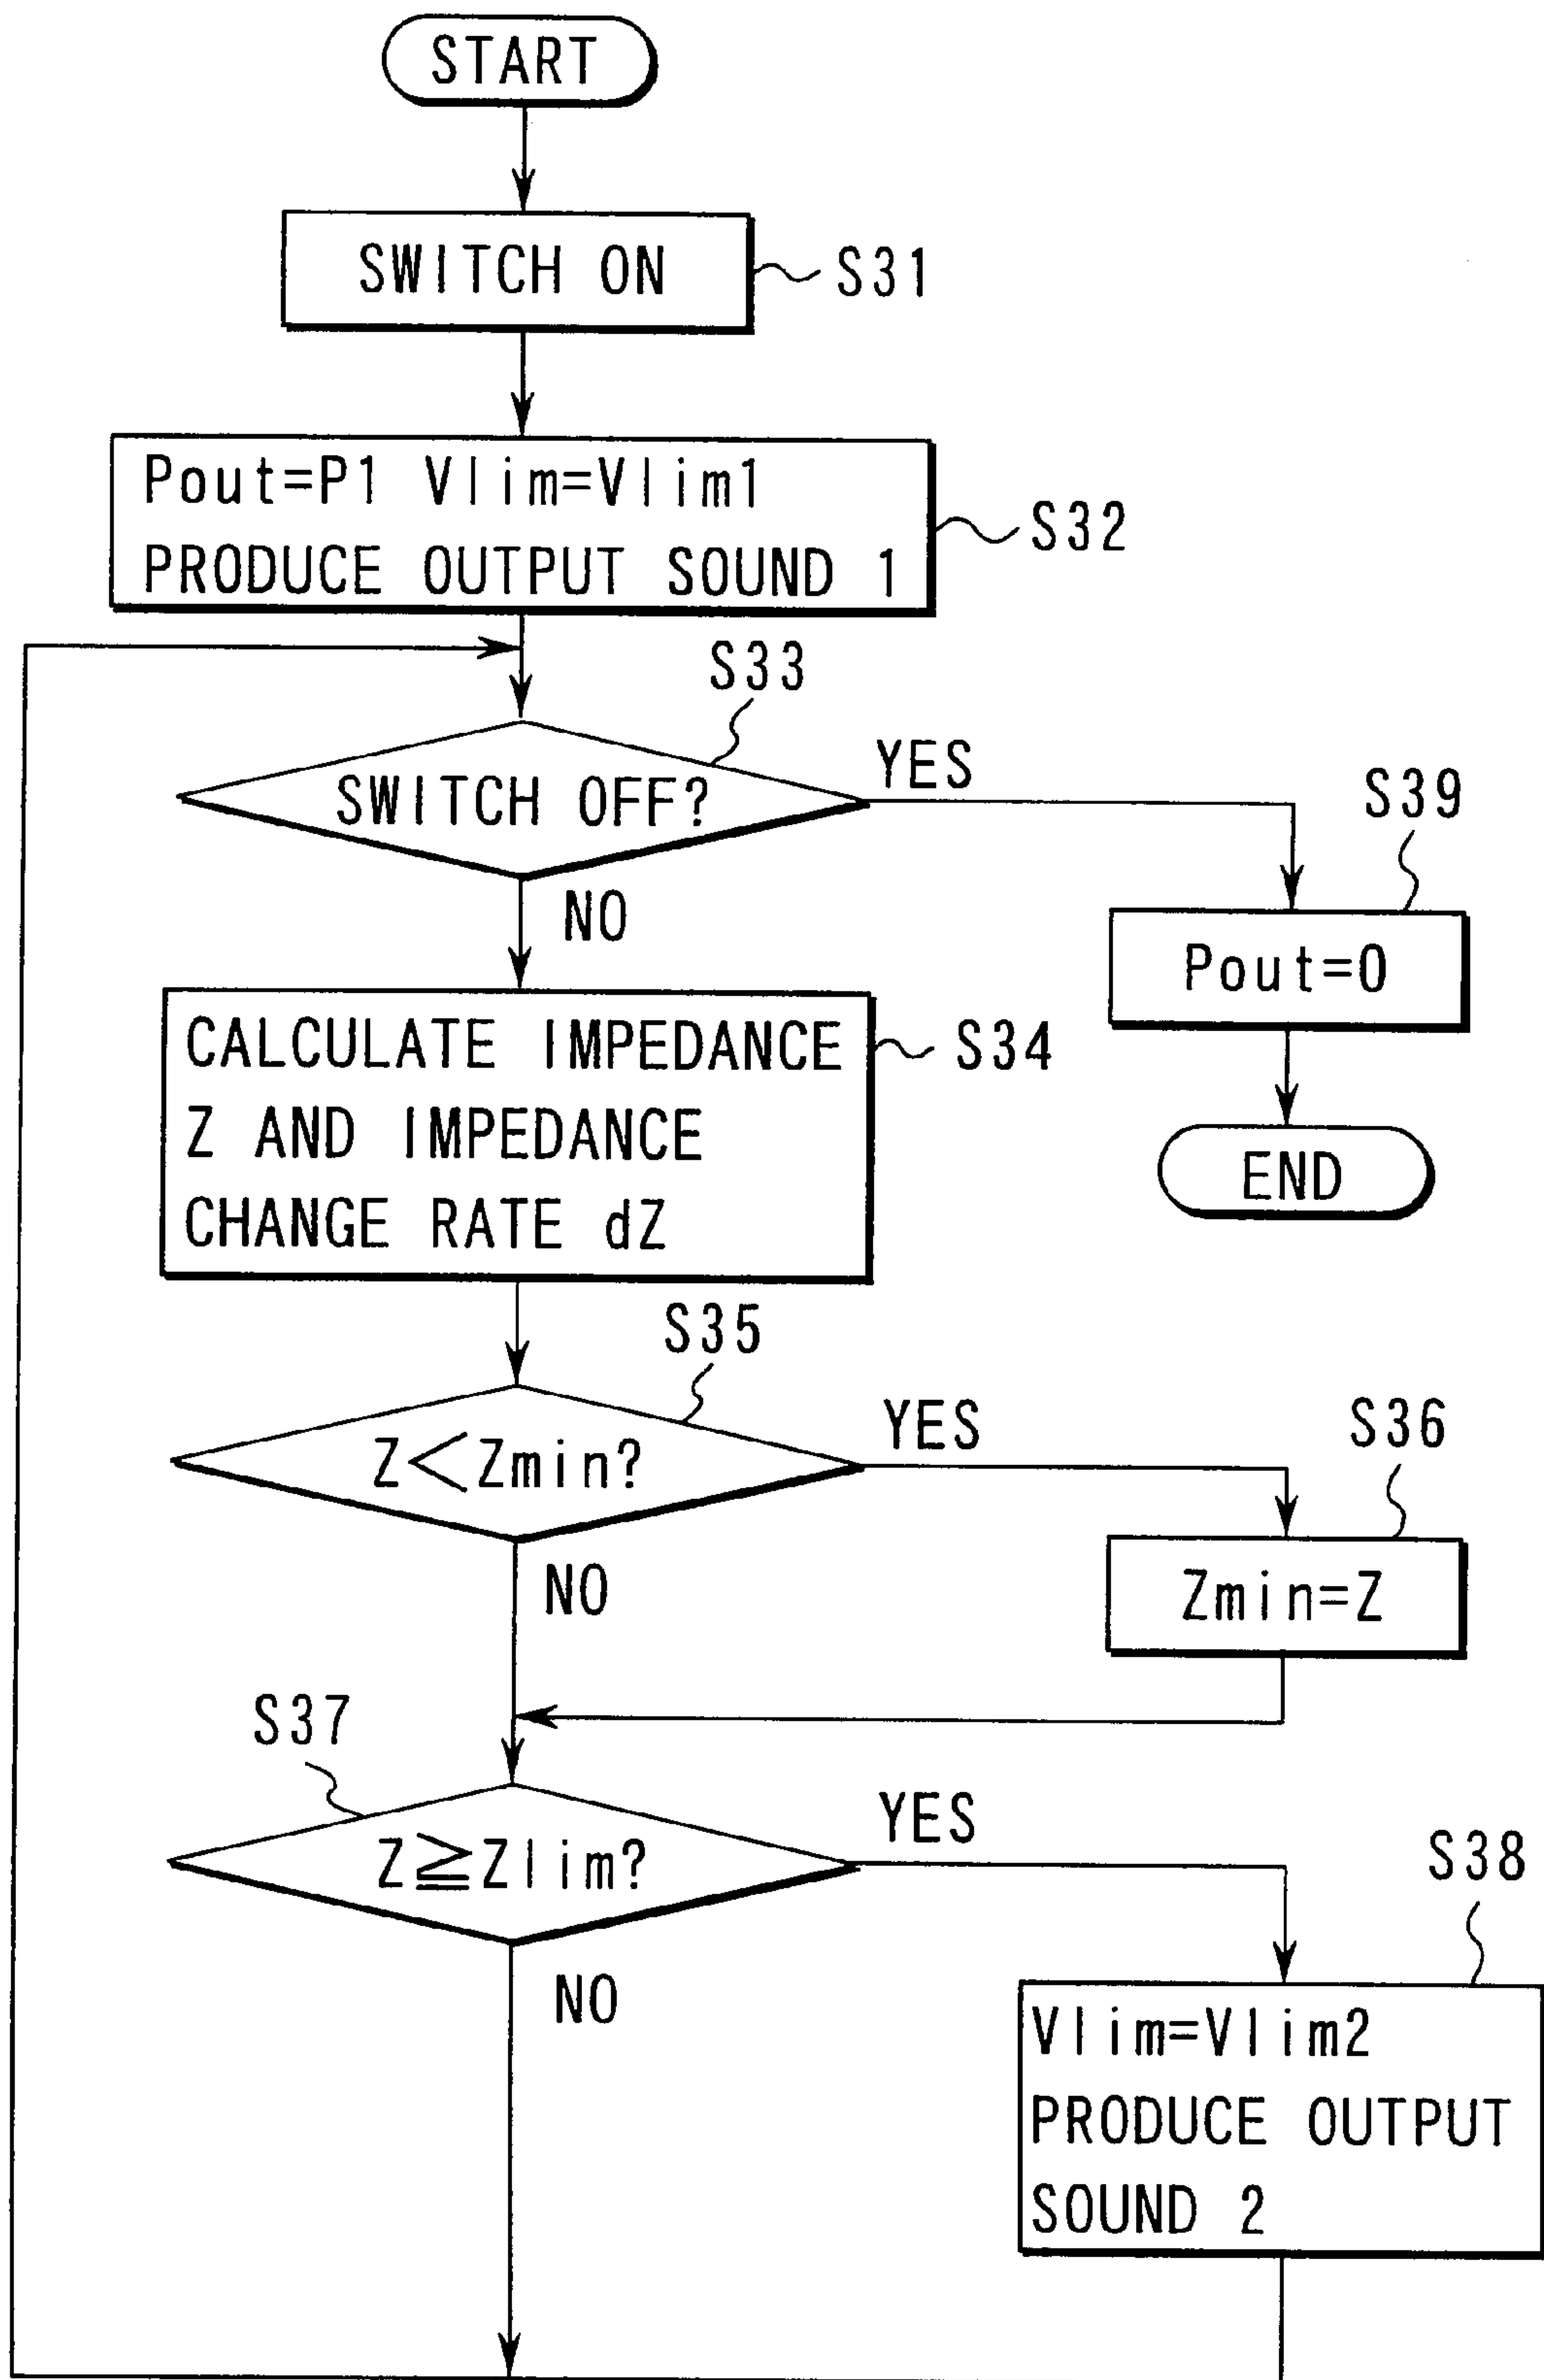 START
SWITCH ON
S31
Pout=P1 Vlim=Vlim1
PRODUCE OUTPUT SOUND 1
S32
S33
SWITCH OFF?
YES
NO
S39
Pout=0
END
CALCULATE IMPEDANCE
Z AND IMPEDANCE
CHANGE RATE dZ
S34
S35
Z<Zmin?
YES
NO
S36
Zmin=Z
S37
Z≧Zlim?
YES
NO
S38
Vlim=Vlim2
PRODUCE OUTPUT
SOUND 2